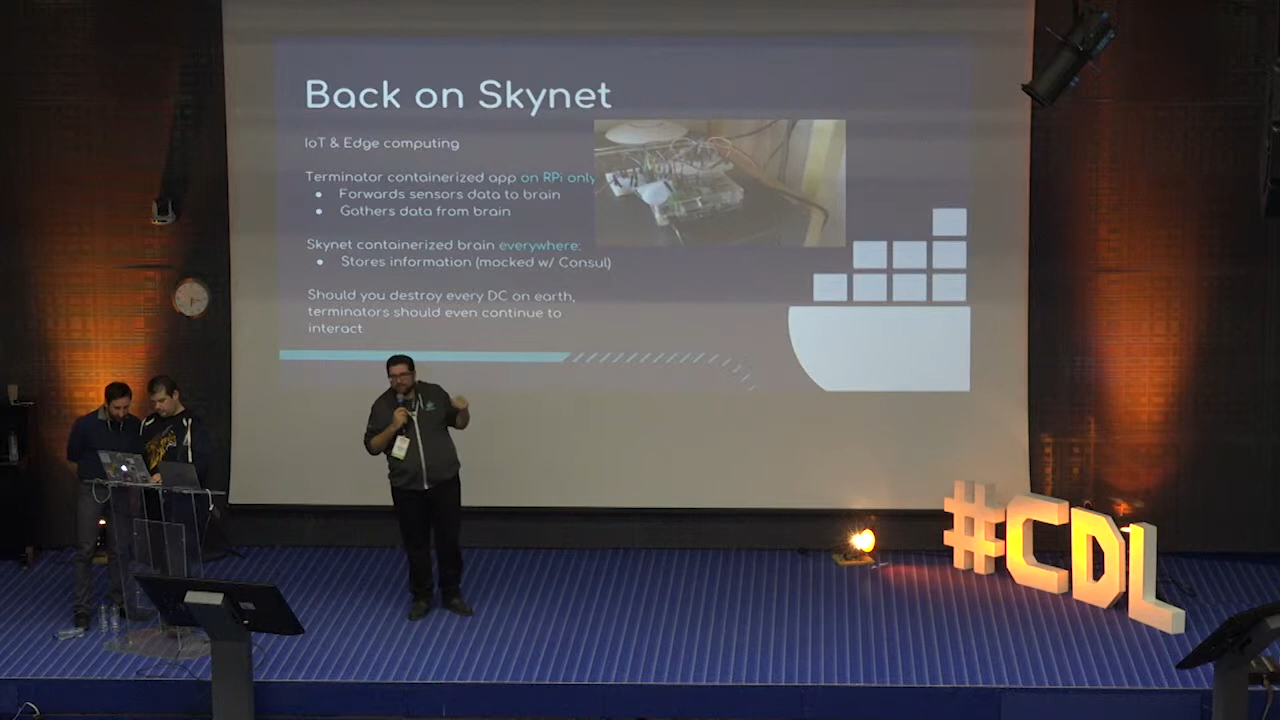 Back on Skynet
IoT & Edge computing
Terminator containerized app on RPi only
● Forwards sensors data to brain
● Gathers data from brain
Skynet containerized brain everywhere:
● Stores information (mocked w/ Consul)
Should you destroy every DC on earth,
terminators should even continue to
interact
#CDL